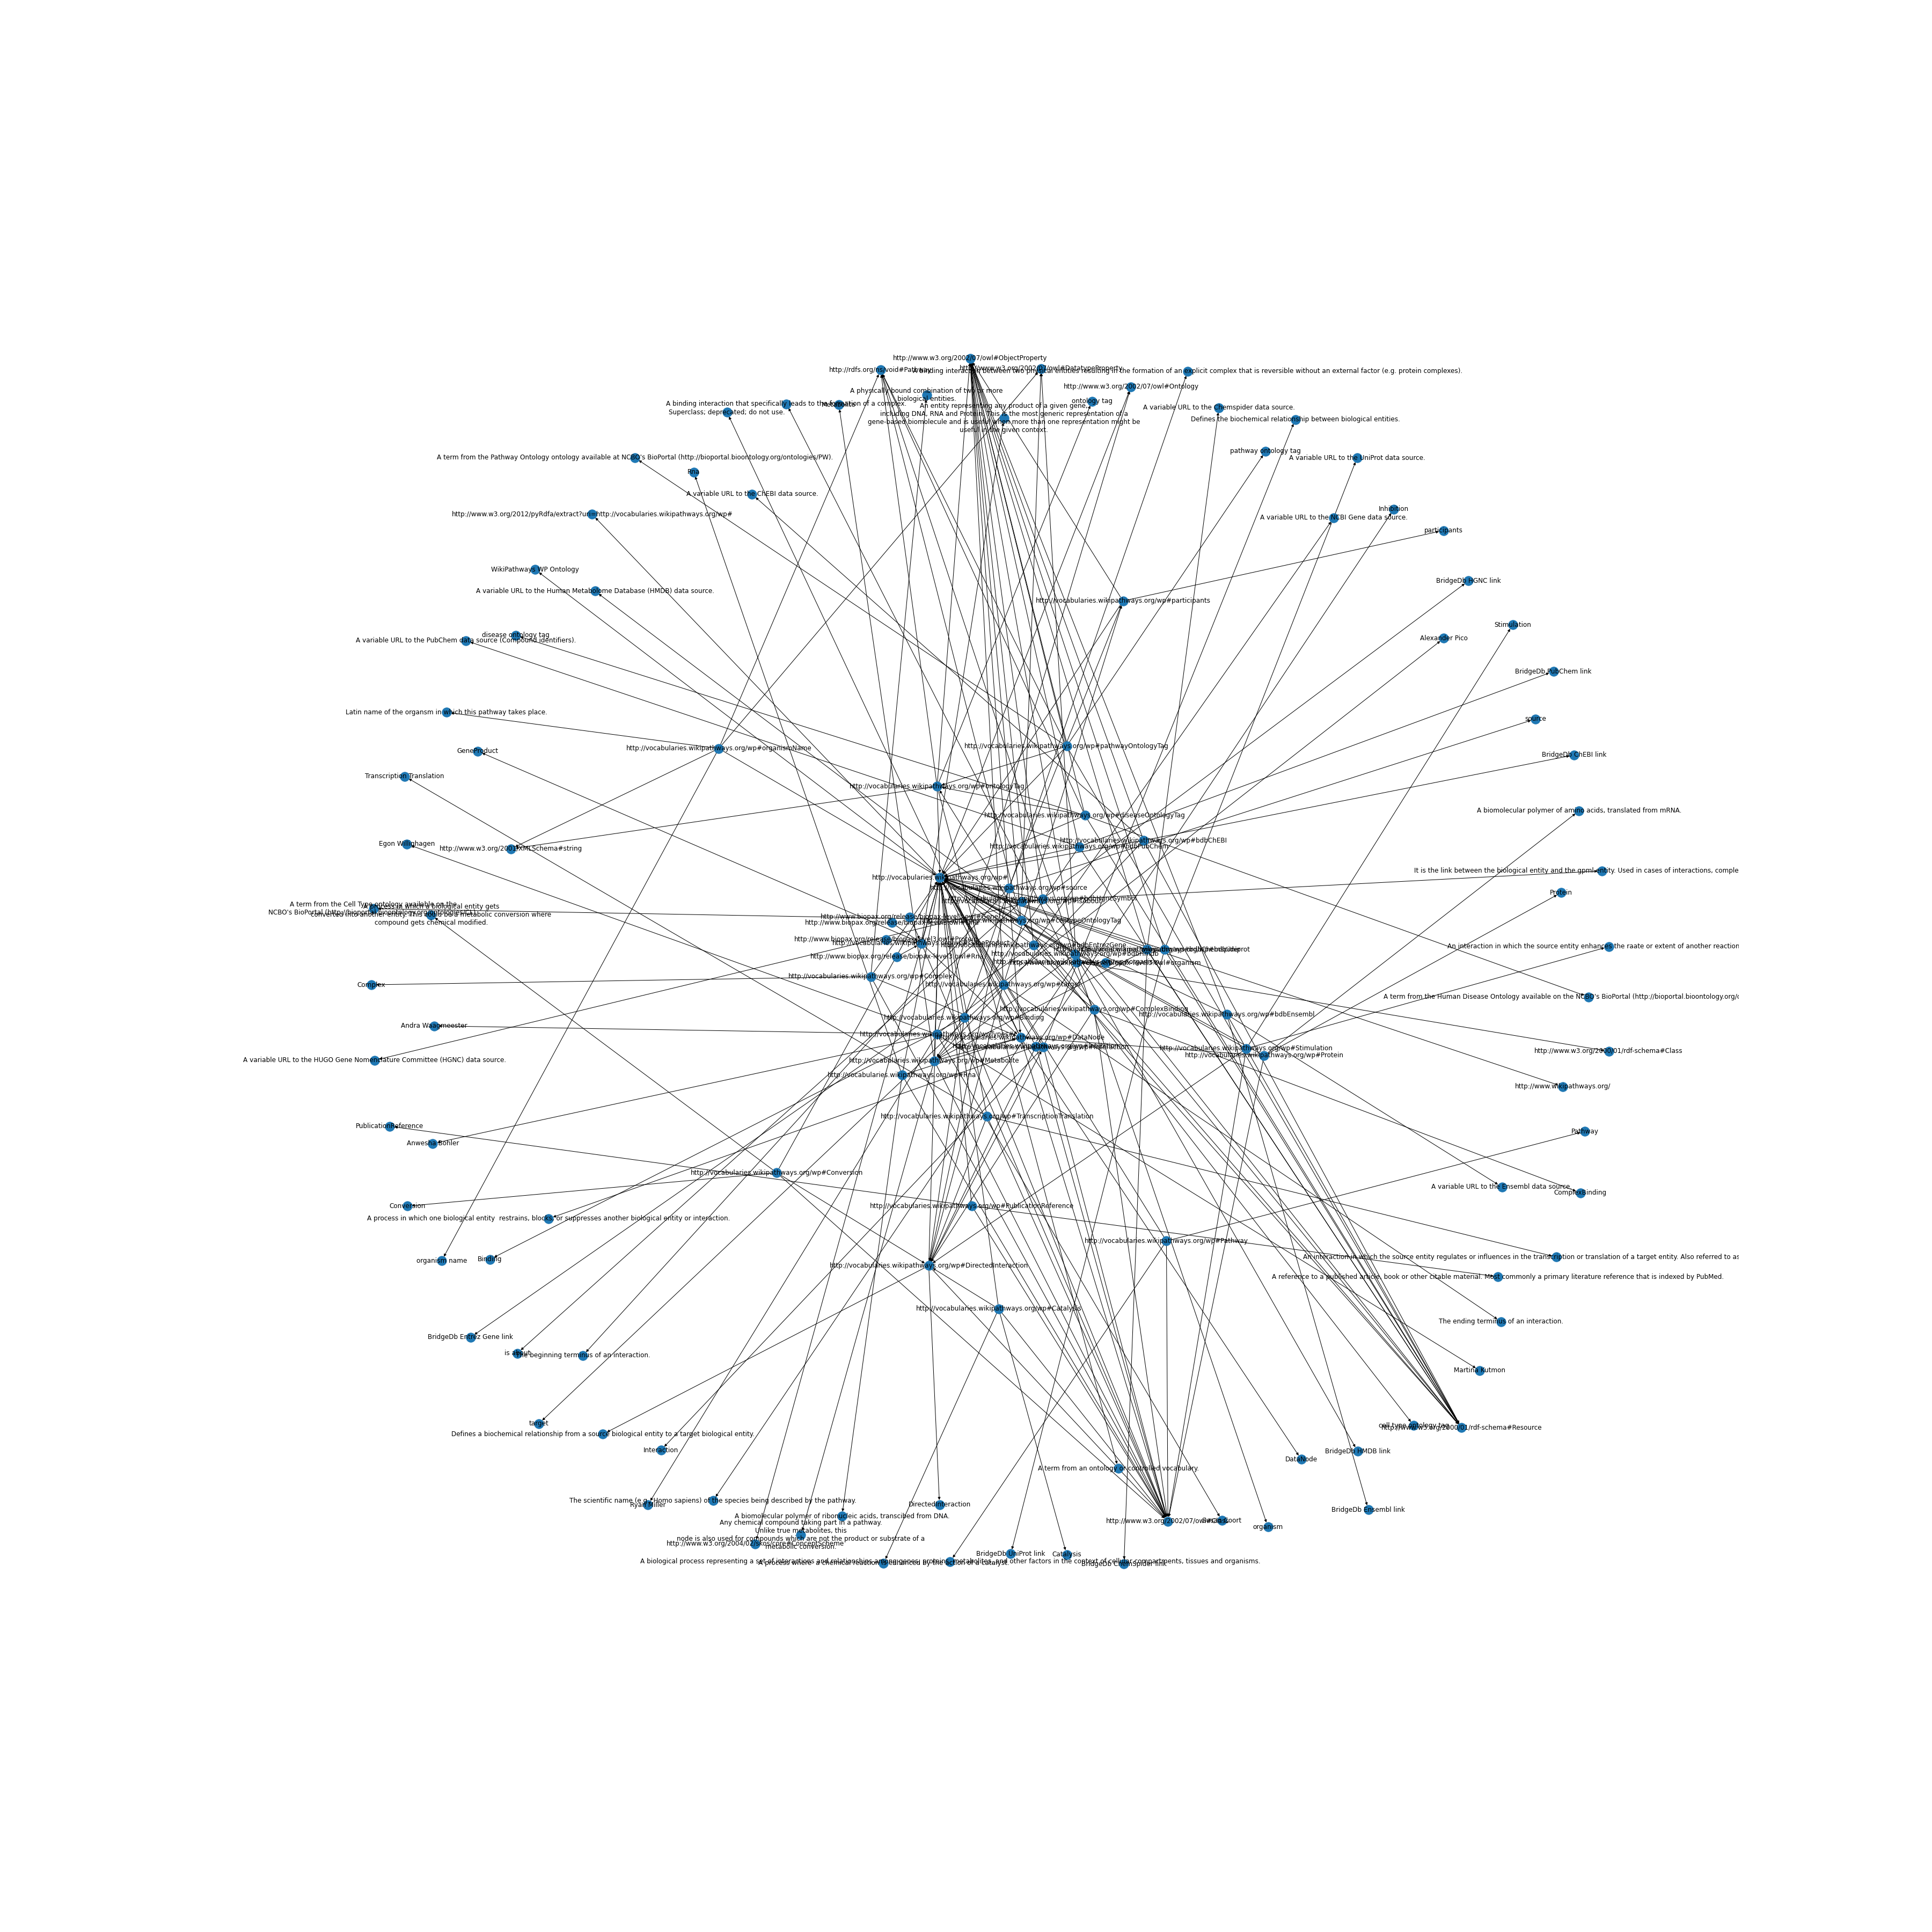 http://www.w3.org/2002/07/owl#ObjectProperty
http://rdfs.org/ns/void#Pathway
http://www.w3.org/2002/07/owl#DatatypeProperty
A binding interaction between two physical entities resulting in the formation of an explicit complex that is reversible without an external factor (e.g. protein complexes).
http://www.w3.org/2002/07/owl#Ontology
A physically bound combination of two or more
biological entities.
ontology tag
A binding interaction that specifically leads to the formation of a complex.
Superclass; deprecated, do not use.
An entity representing any product of a given gene,
including DNA, RNA and Protein. This is the most generic representation of a
gene-based biomolecule and is useful when more than one representation might be
usefull in the given context.
A variable URL to the Chemspider data source.
Defines the biochemical relationship between biological entities.
pathway ontology tag
A term from the Pathway Ontology ontology available at NCBO's BioPortal (http://bioportal.bioontology.org/ontologies/PW).
A variable URL to the UniProt data source.
Rna
A variable URL to the ChEBI data source.
Inhibition
http://www.w3.org/2012/pyRdfa/extract?uri=http://vocabularies.wikipathways.org/wp#
A variable URL to the NCBI Gene data source.
participants
WikiPathways WP Ontology
BridgeDb HGNC link
A variable URL to the Human Metabolome Database (HMDB) data source.
http://vocabularies.wikipathways.org/wp#participants
Stimulation
disease ontology tag
A variable URL to the PubChem data source (Compound identifiers).
Alexander Pico
BridgeDb PubChem link
Latin name of the organsm in which this pathway takes place.
source
http://vocabularies.wikipathways.org/wp#organismName
http://vocabularies.wikipathways.org/wp#pathwayOntologyTag
GeneProduct
BridgeDb ChEBI link
Transcription Translation
http://vocabularies.wikipathways.org/wp#ontologyTag
A biomolecular polymer of amino acids, translated from mRNA.
http://vocabularies.wikipathways.org/wp#diseaseOntologyTag
http://vocabularies.wikipathways.org/wp#bdbChEBI
http://vocabularies.wikipathways.org/wp#bdbPubChem
Egon Willighagen
http://www.w3.org/2001/XMLSchema#string
It is the link between the biological entity and the gpmlentity. Used in cases of interactions, comple
http://vocabularies.wikipathways.org/wp#
http://vocabularies.wikipathways.org/wp#source
Protein
A term from the Cell Type ontology available on the
http://vocabularies.wikipathways.org/wp#cellTypeOntologyTag
An interaction in which the source entity enhances the raate or extent of another reaction
compound gets chemical modified.
http://www.biopax.org/release/biopax-level3.owl#Rna
http://vocabularies.wikipathways.org/wp#Complex
Complex
http://vocabularies.wikipathways.org/wp#target
A term from the Human Disease Ontology available on the NCBO's BioPortal (http://bioportal.bioontology.org/c
http://vocabularies.wikipathways.org/wp#ComplexBinding
http://vocabularies.wikipathways.org/wp#bdbEnsembl
http://vocabularies.wikipathways.org/wp#Binding
Andra Waagmeester
http://vocabularies.wikipathways.org/wp#DataNode
http://vocabularies.wikipathways.org/wp#Stimulation
http://www.w3.org/2000/01/rdf-schema#Class
http://vocabularies.wikipathways.org/wp#Protein
A variable URL to the HUGO Gene Nomenclature Committee (HGNC) data source.
http://vocabularies.wikipathways.org/wp#Metabolite
http://vocabularies.wikipathways.org/wp#Rna
http://www.wikipathways.org/
http://vocabularies.wikipathways.org/wp#TranscriptionTranslation
PublicationReference
Pathway
Anwesha Bohler
http://vocabularies.wikipathways.org/wp#Conversion
A variable URL to the Ensembl data source.
ComplexBinding
Conversion
http://vocabularies.wikipathways.org/wp#PublicationReference
A process in which one biological entity  restrains, blocks, or suppresses another biological entity or interaction.
http://vocabularies.wikipathways.org/wp#Pathway
An interaction in which the source entity regulates or influences in the transcription or translation of a target entity. Also referred to as
Binding
organism name
http://vocabularies.wikipathways.org/wp#DirectedInteraction
A reference to a published article, book or other citable material. Most commonly a primary literature reference that is indexed by PubMed.
http://vocabularies.wikipathways.org/wp#Catalysis
The ending terminus of an interaction.
BridgeDb Entrez Gene link
is about
The beginning terminus of an interaction.
Martina Kutmon
target
cell type ontology tag
http://www.w3.org/2000/01/rdf-schema#Resource
Defines a biochemical relationship from a source biological entity to a target biological entity.
Interaction
BridgeDb HMDB link
DataNode
A term from an ontology or controlled vocabulary.
The scientific name (e.g., Homo sapiens) of the species being described by the pathway.
Ryan Miller
DirectedInteraction
BridgeDb Ensembl link
A biomolecular polymer of ribonucleic acids, transcibed from DNA.
http://www.w3.org/2002/07/owl#Class
organism
Any chemical compound taking part in a pathway.
Unlike true metabolites, this
node is also used for compounds which are not the product or substrate of a
metabolic conversion.
http://www.w3.org/2004/02/skos/core#ConceptScheme
BridgeDb UniProt link
Catalysis
A biological process representing a set of interactions and relationships among genes, proteins, metabolites, and other factors in the context of cellular compartments, tissues and organisms.
A process where  a chemical reaction is enhanced by the action of a catalyst
BridgeDb ChemSpider link